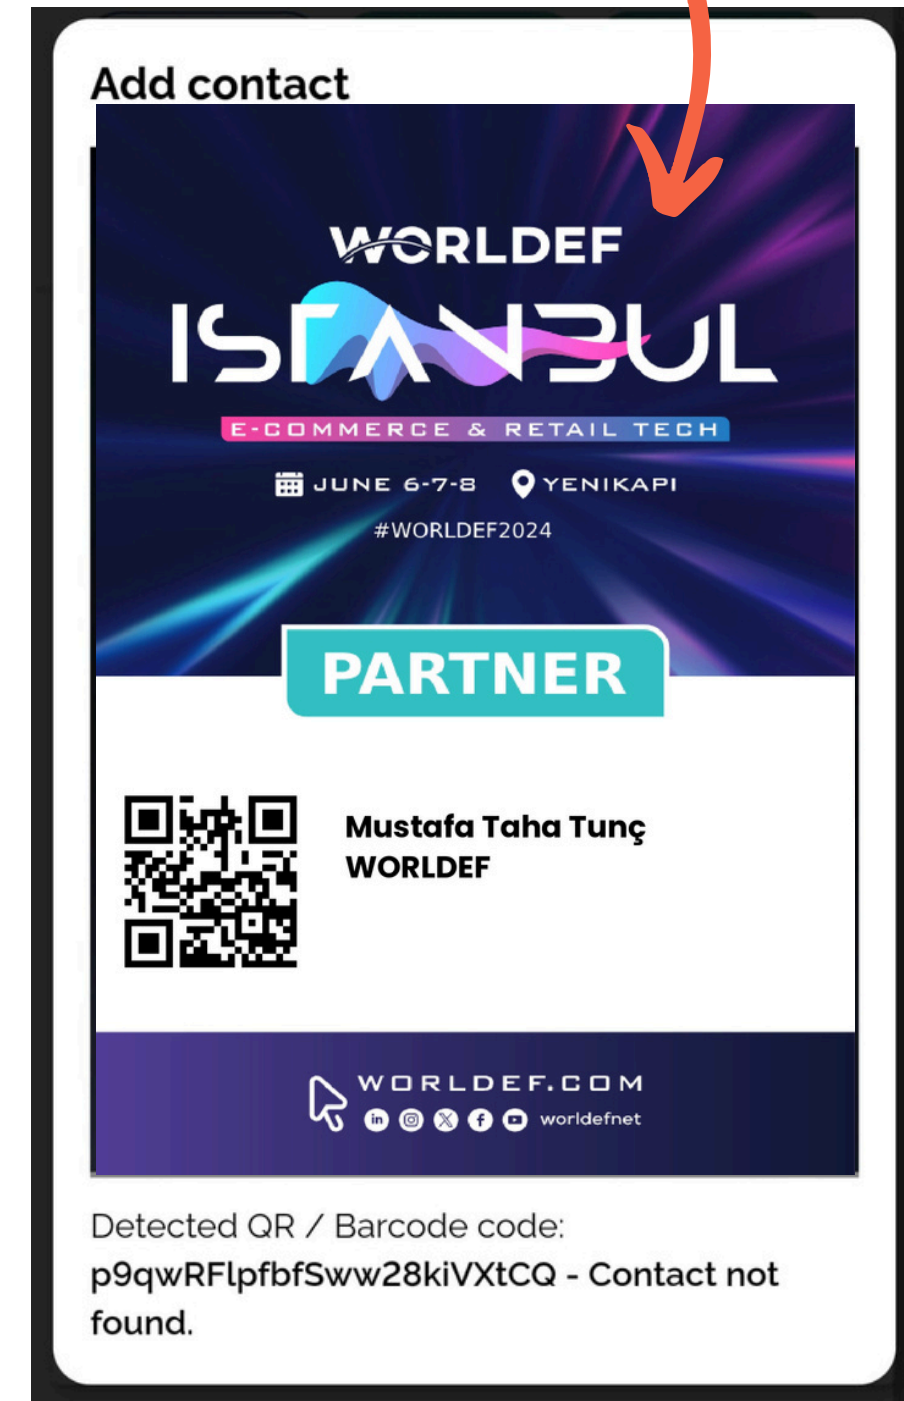 Add contact
WORLDEF
ISTANBUL
E-COMMERCE & RETAIL TECH
JUNE 6-7-8 YENIKAPI
#WORLDEF2024
PARTNER
Mustafa Taha Tunç
WORLDEF
WORLDEF.COM
in X f worldefnet
Detected QR / Barcode code:
p9qwRFlpfbfSww28kiVXtCQ - Contact not
found.